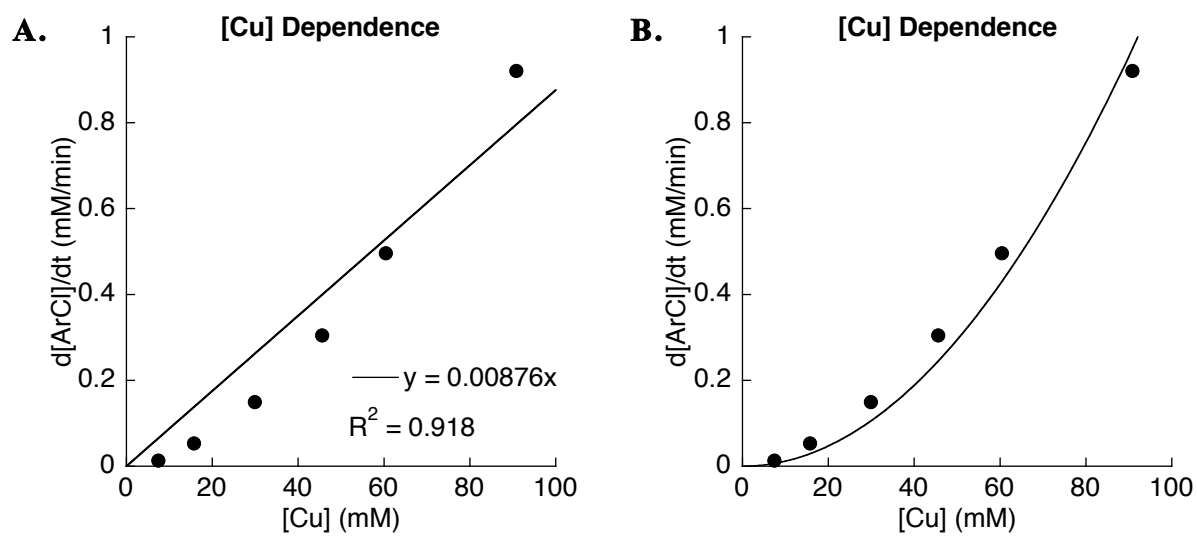 A.
[Cu] Dependence
1
0.8
0.6
0.4
0.2
0
d[ArCl]/dt (mM/min)
y = 0.00876x
R² = 0.918
0 20 40 60 80 100
[Cu] (mM)
B.
[Cu] Dependence
1
0.8
0.6
0.4
0.2
0
d[ArCl]/dt (mM/min)
0 20 40 60 80 100
[Cu] (mM)